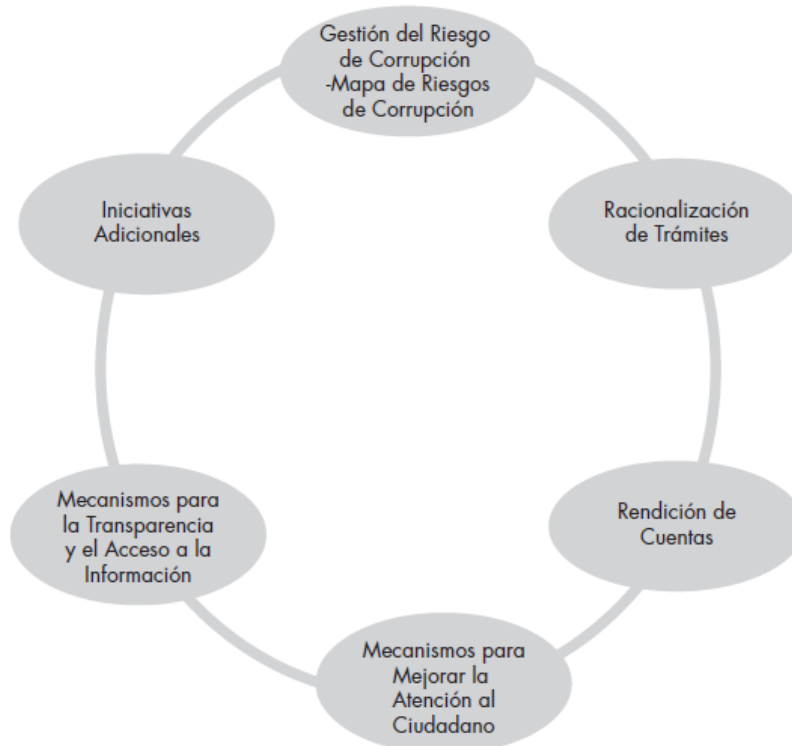 Gestión del Riesgo
de Corrupción
-Mapa de Riesgos
de Corrupción
Iniciativas
Adicionales
Racionalización
de Trámites
Mecanismos para
la Transparencia
y el Acceso a la
Información
Rendición de
Cuentas
Mecanismos para
Mejorar la
Atención al
Ciudadano